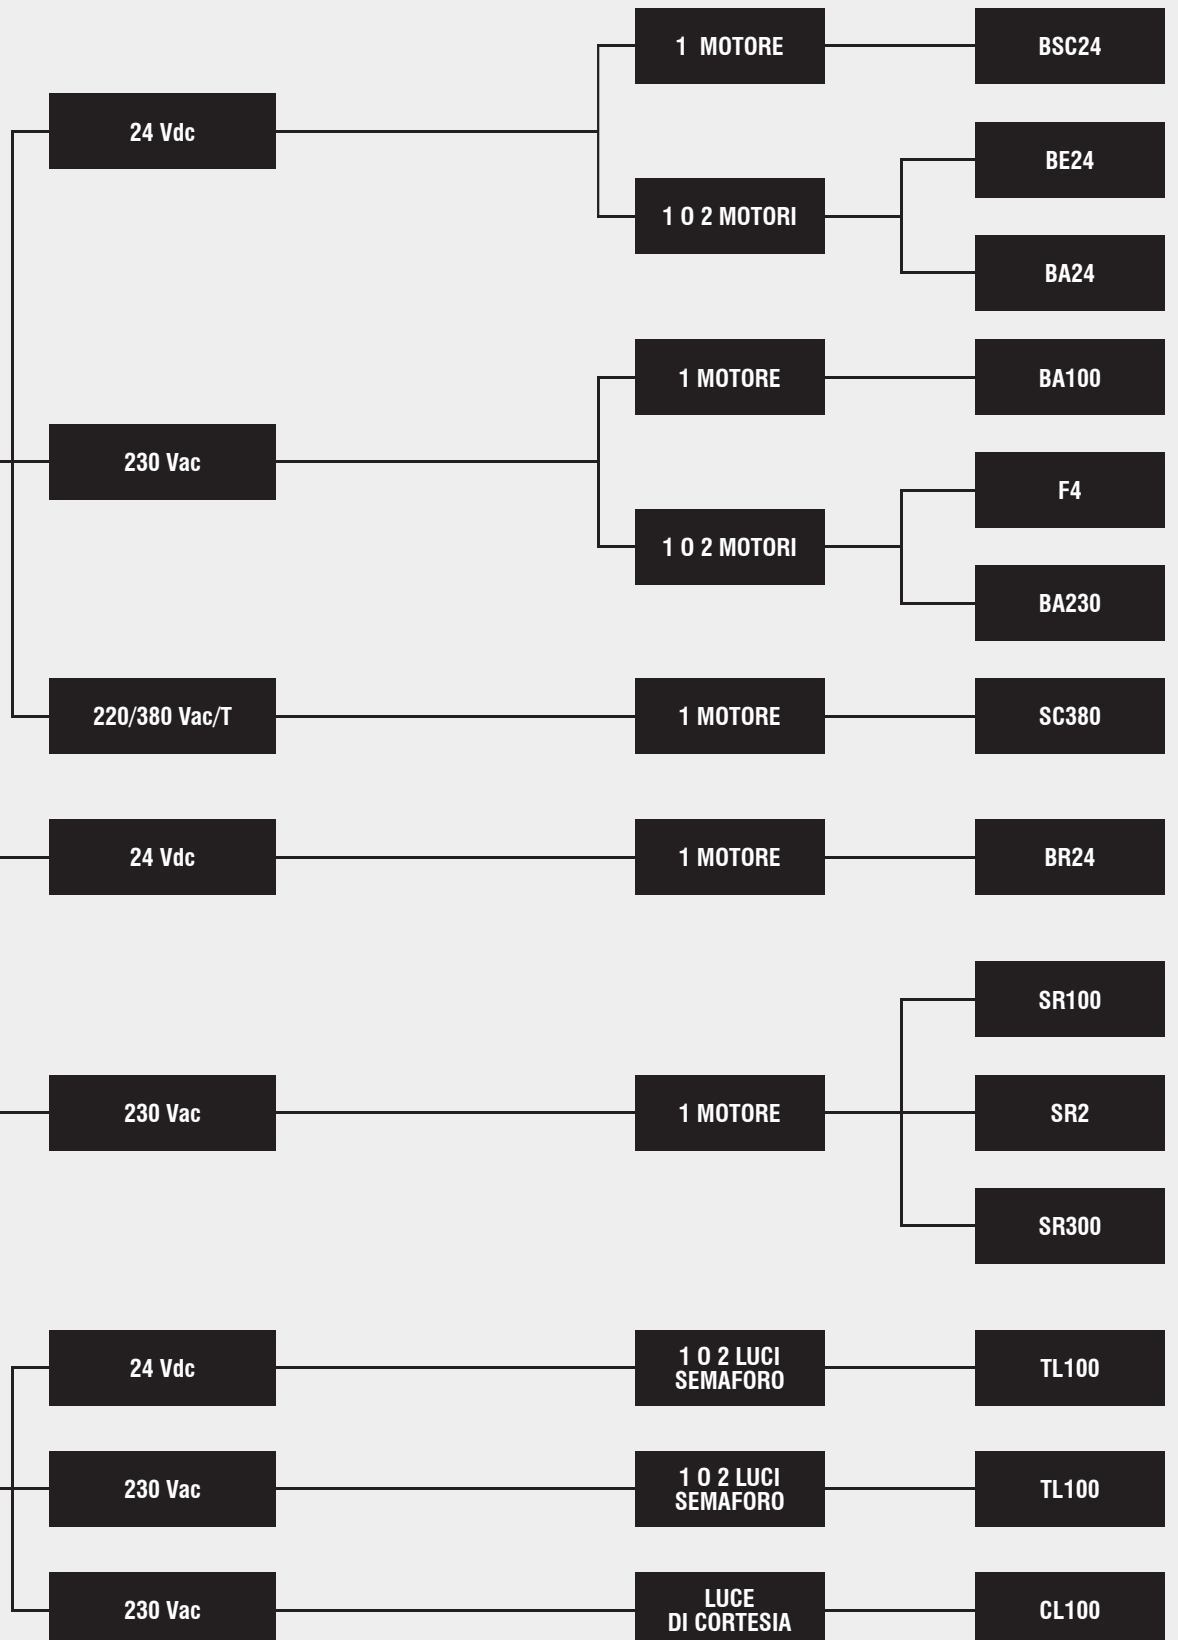 1 MOTORE
BSC24
24 Vdc
BE24
1 O 2 MOTORI
BA24
1 MOTORE
BA100
230 Vac
F4
1 O 2 MOTORI
BA230
220/380 Vac/T
1 MOTORE
SC380
24 Vdc
1 MOTORE
BR24
SR100
230 Vac
1 MOTORE
SR2
SR300
24 Vdc
1 O 2 LUCI
SEMAFORO
TL100
230 Vac
1 O 2 LUCI
SEMAFORO
TL100
230 Vac
LUCE
DI CORTESIA
CL100